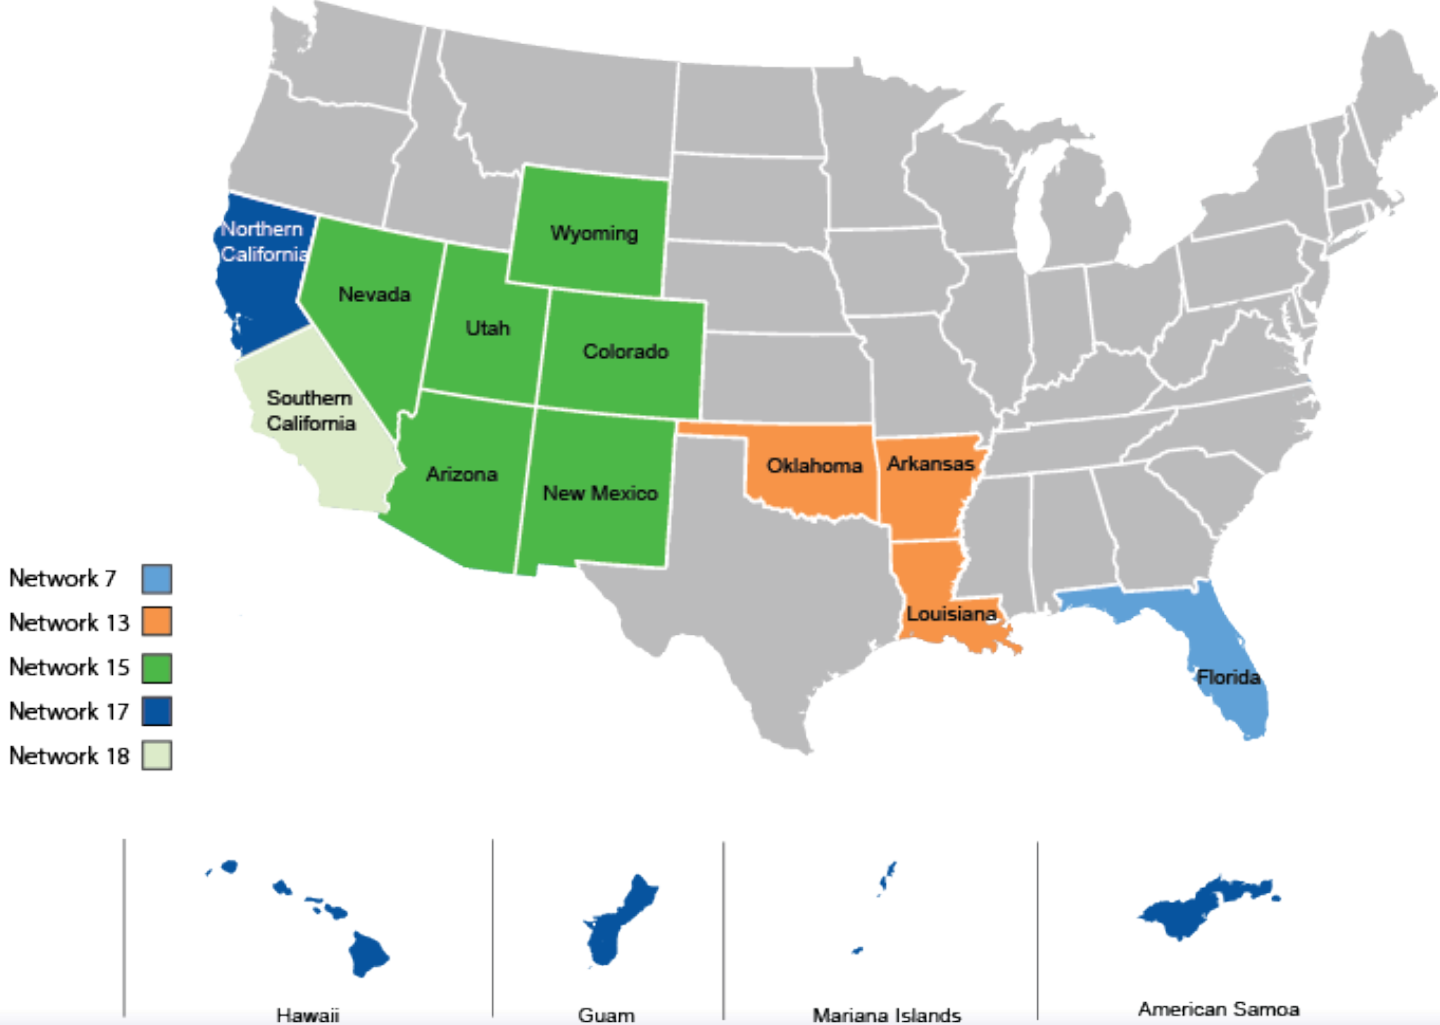 Northern
California
Wyoming
Nevada
Utah
Colorado
Southern
California
Arizona
New Mexico
Oklahoma
Arkansas
Louisiana
Florida
Network 7
Network 13
Network 15
Network 17
Network 18
Hawaii
Guam
Mariana Islands
American Samoa